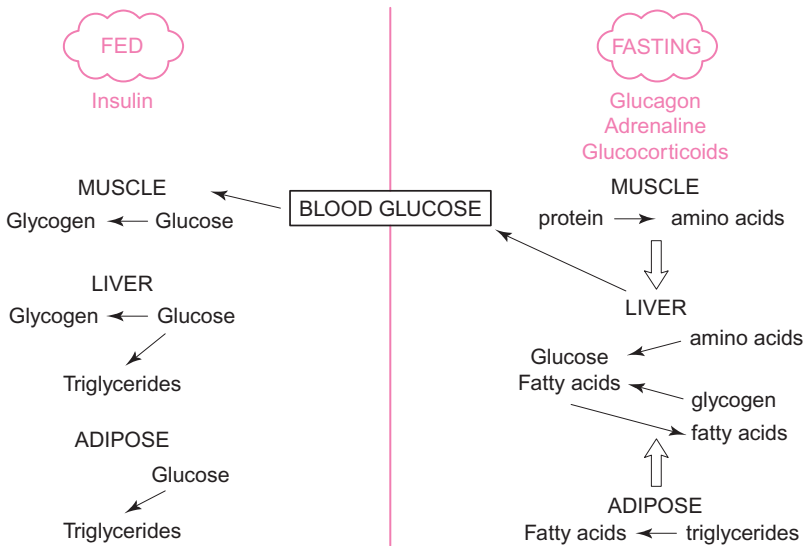 FED
Insulin
MUSCLE
Glycogen Glucose
LIVER
Glycogen Glucose
Triglycerides
ADIPOSE
Glucose
Triglycerides
BLOOD GLUCOSE
FASTING
Glucagon
Adrenaline
Glucocorticoids
MUSCLE
protein amino acids
LIVER
amino acids
Glucose
Fatty acids
glycogen
fatty acids
ADIPOSE
Fatty acids triglycerides